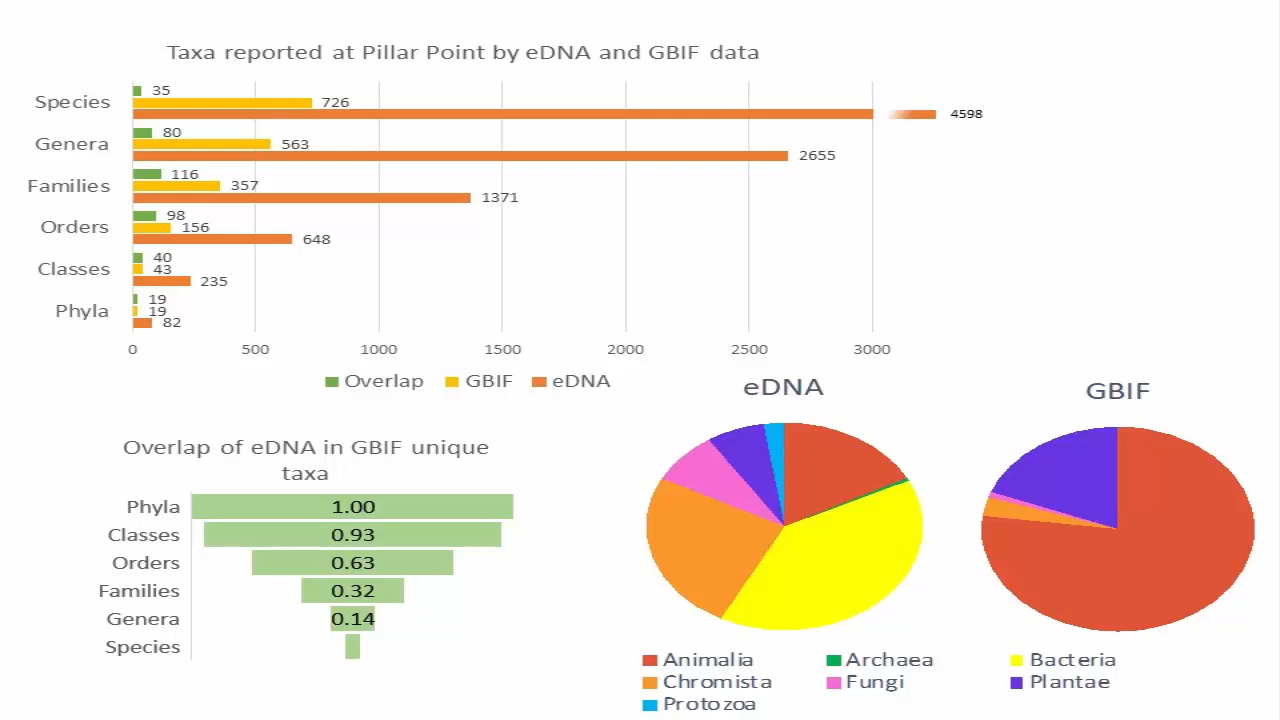 Taxa reported at Pillar Point by eDNA and GBIF data
Species
35
726
4598
Genera
80
563
2655
Families
116
357
1371
Orders
98
156
648
Classes
40
43
235
Phyla
19
19
82
0 500 1000 1500 2000 2500 3000
Overlap GBIF eDNA
Overlap of eDNA in GBIF unique
taxa
Phyla 1.00
Classes 0.93
Orders 0.63
Families 0.32
Genera 0.14
Species
eDNA
GBIF
Animalia Archaea Bacteria
Chromista Fungi Plantae
Protozoa